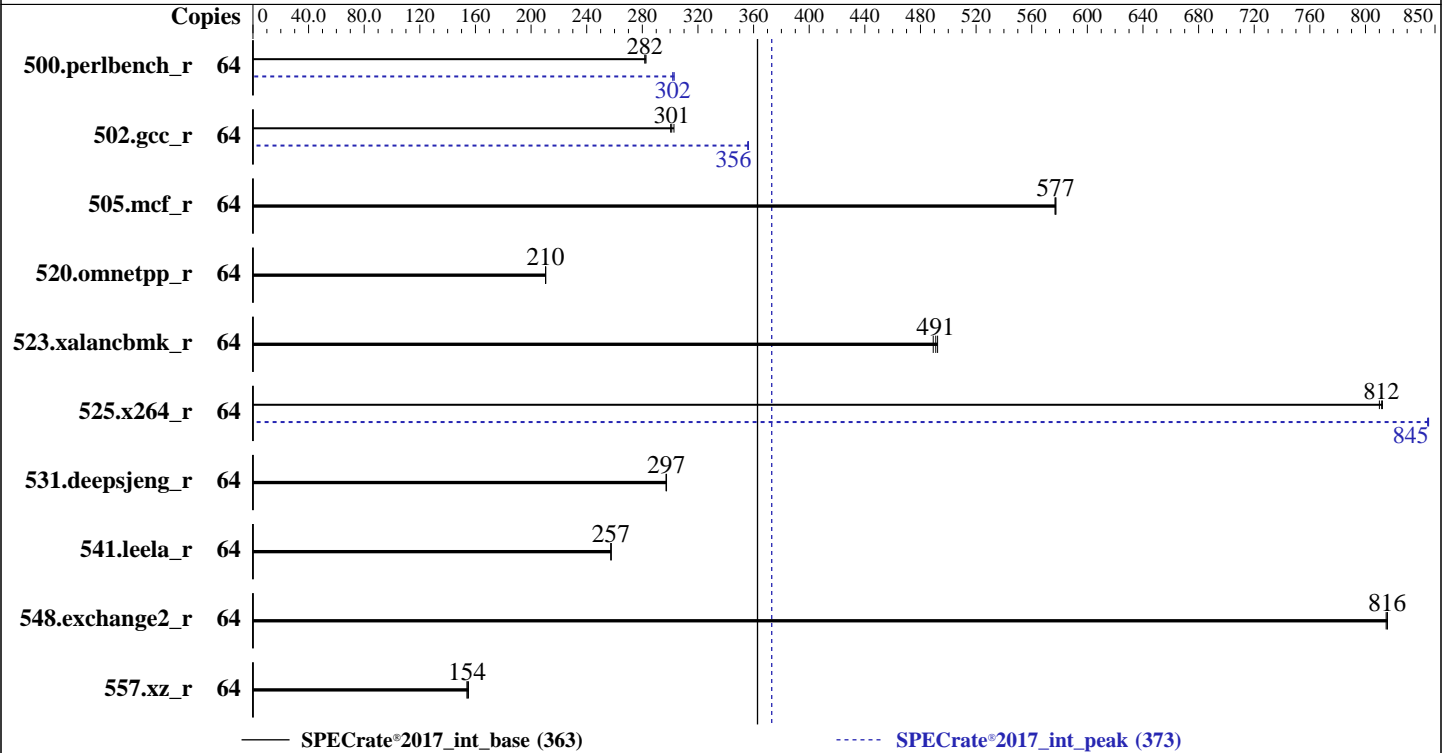 Copies 0 40.0 80.0 120 160 200 240 280 320 360 400 440 480 520 560 600 640 680 720 760 800 850
282
500.perlbench_r 64
302
301
502.gcc_r 64
356
577
505.mcf_r 64
210
520.omnetpp_r 64
491
523.xalancbmk_r 64
812
525.x264_r 64
845
297
531.deepsjeng_r 64
257
541.leela_r 64
816
548.exchange2_r 64
154
557.xz_r 64
SPECrate®2017_int_base (363) SPECrate®2017_int_peak (373)